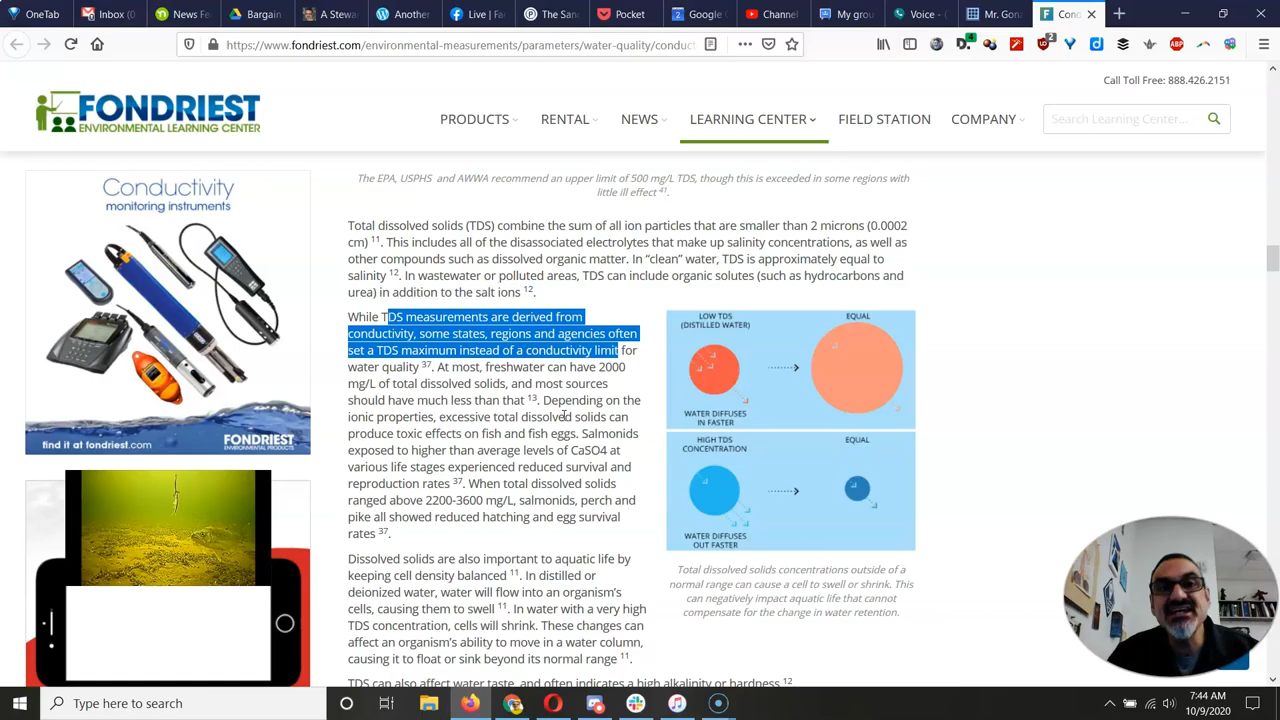 OneTab
Inbox
News Fe
Bargain
Victoria
Another
Live | Fa
The San
Pocket
Google
Channel
My grou
Voice -
Mr. Gon
Cond
https://www.fondriest.com/environmental-measurements/parameters/water-quality/conduct
4
2
Call Toll Free: 888.426.2151
FONDRIEST
ENVIRONMENTAL LEARNING CENTER
PRODUCTS RENTAL NEWS LEARNING CENTER FIELD STATION COMPANY
Search Learning Center...
Conductivity
monitoring instruments
find it at fondriest.com
FONDRIEST
The EPA, USPHS and AWWA recommend an upper limit of 500 mg/L TDS, though this is exceeded in some regions with
little ill effect 41.
Total dissolved solids (TDS) combine the sum of all ion particles that are smaller than 2 microns (0.0002
cm) 11. This includes all of the disassociated electrolytes that make up salinity concentrations, as well as
other compounds such as dissolved organic matter. In “clean” water, TDS is approximately equal to
salinity 12. In wastewater or polluted areas, TDS can include organic solutes (such as hydrocarbons and
urea) in addition to the salt ions 12.
While TDS measurements are derived from
conductivity, some states, regions and agencies often
set a TDS maximum instead of a conductivity limit for
water quality 37. At most, freshwater can have 2000
mg/L of total dissolved solids, and most sources
should have much less than that 13. Depending on the
ionic properties, excessive total dissolved solids can
produce toxic effects on fish and fish eggs. Salmonids
exposed to higher than average levels of CaSO4 at
various life stages experienced reduced survival and
reproduction rates 37. When total dissolved solids
ranged above 2200-3600 mg/L, salmonids, perch and
pike all showed reduced hatching and egg survival
rates 37.
LOW TDS
(DISTILLED WATER)
EQUAL
WATER DIFFUSES
IN FASTER
HIGH TDS
CONCENTRATION
EQUAL
WATER DIFFUSES
OUT FASTER
Total dissolved solids concentrations outside of a
normal range can cause a cell to swell or shrink. This
can negatively impact aquatic life that cannot
compensate for the change in water retention.
Dissolved solids are also important to aquatic life by
keeping cell density balanced 11. In distilled or
deionized water, water will flow into an organism’s
cells, causing them to swell 11. In water with a very high
TDS concentration, cells will shrink. These changes can
affect an organism’s ability to move in a water column,
causing it to float or sink beyond its normal range 11.
TDS can also affect water taste, and often indicates a high alkalinity or hardness 12
Type here to search
7:44 AM
10/9/2020